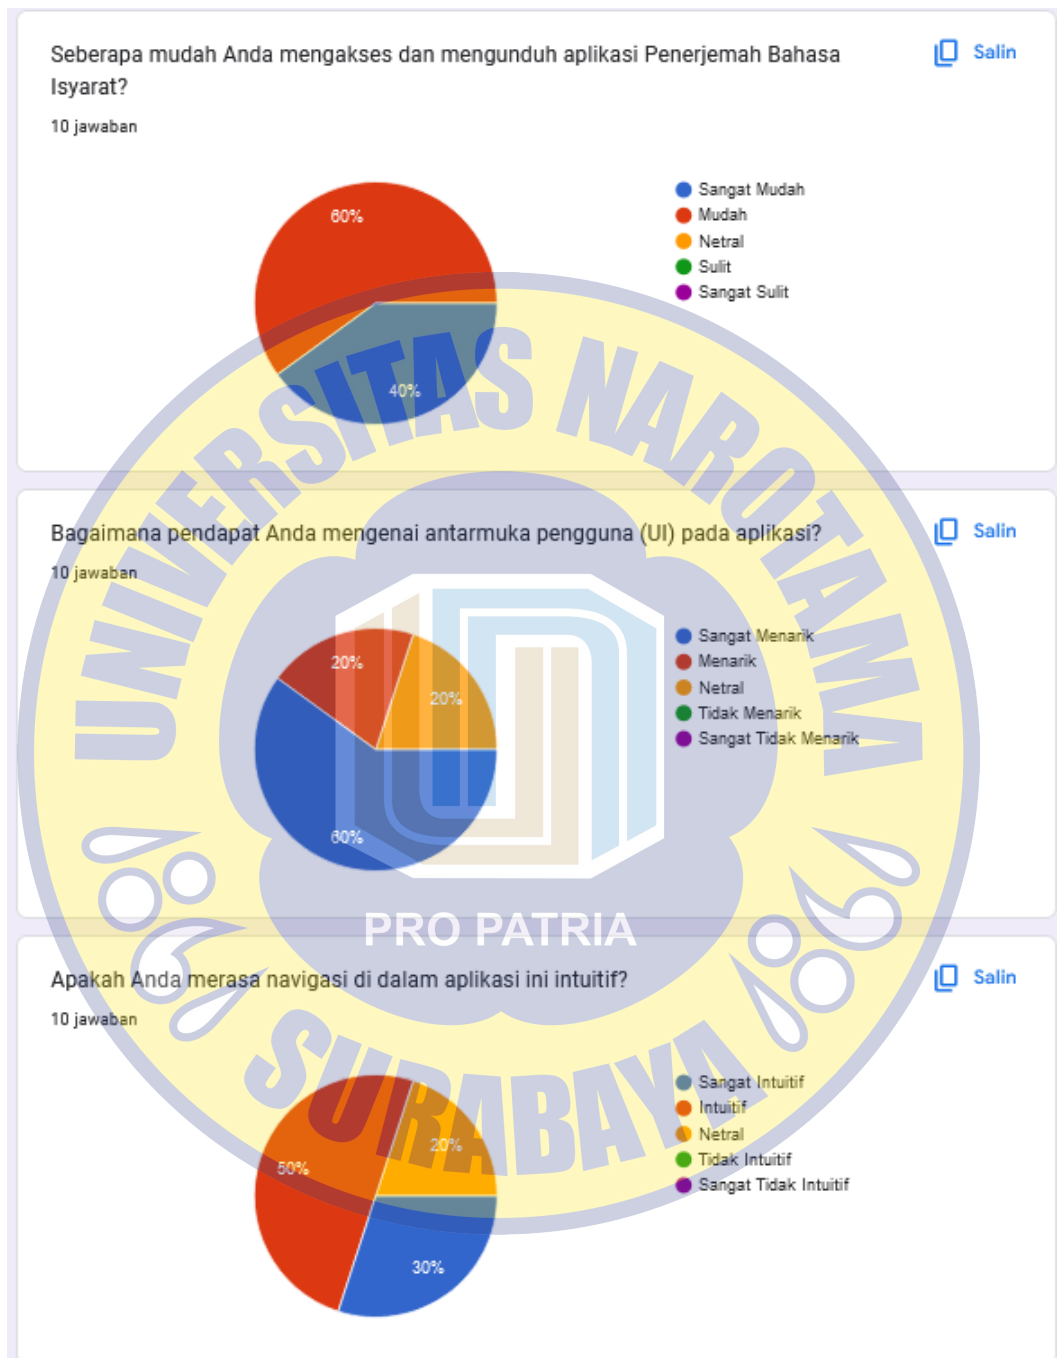 Seberapa mudah Anda mengakses dan mengunduh aplikasi Penerjemah Bahasa
Isyarat?
Salin
10 jawaban
60%
40%
Sangat Mudah
Mudah
Netral
Sulit
Sangat Sulit
UNIVERSITAS NAROTAMA
Bagaimana pendapat Anda mengenai antarmuka pengguna (UI) pada aplikasi?
Salin
10 jawaban
20%
20%
60%
Sangat Menarik
Menarik
Netral
Tidak Menarik
Sangat Tidak Menarik
PRO PATRIA
Apakah Anda merasa navigasi di dalam aplikasi ini intuitif?
Salin
10 jawaban
SURABAYA
20%
50%
30%
Sangat Intuitif
Intuitif
Netral
Tidak Intuitif
Sangat Tidak Intuitif